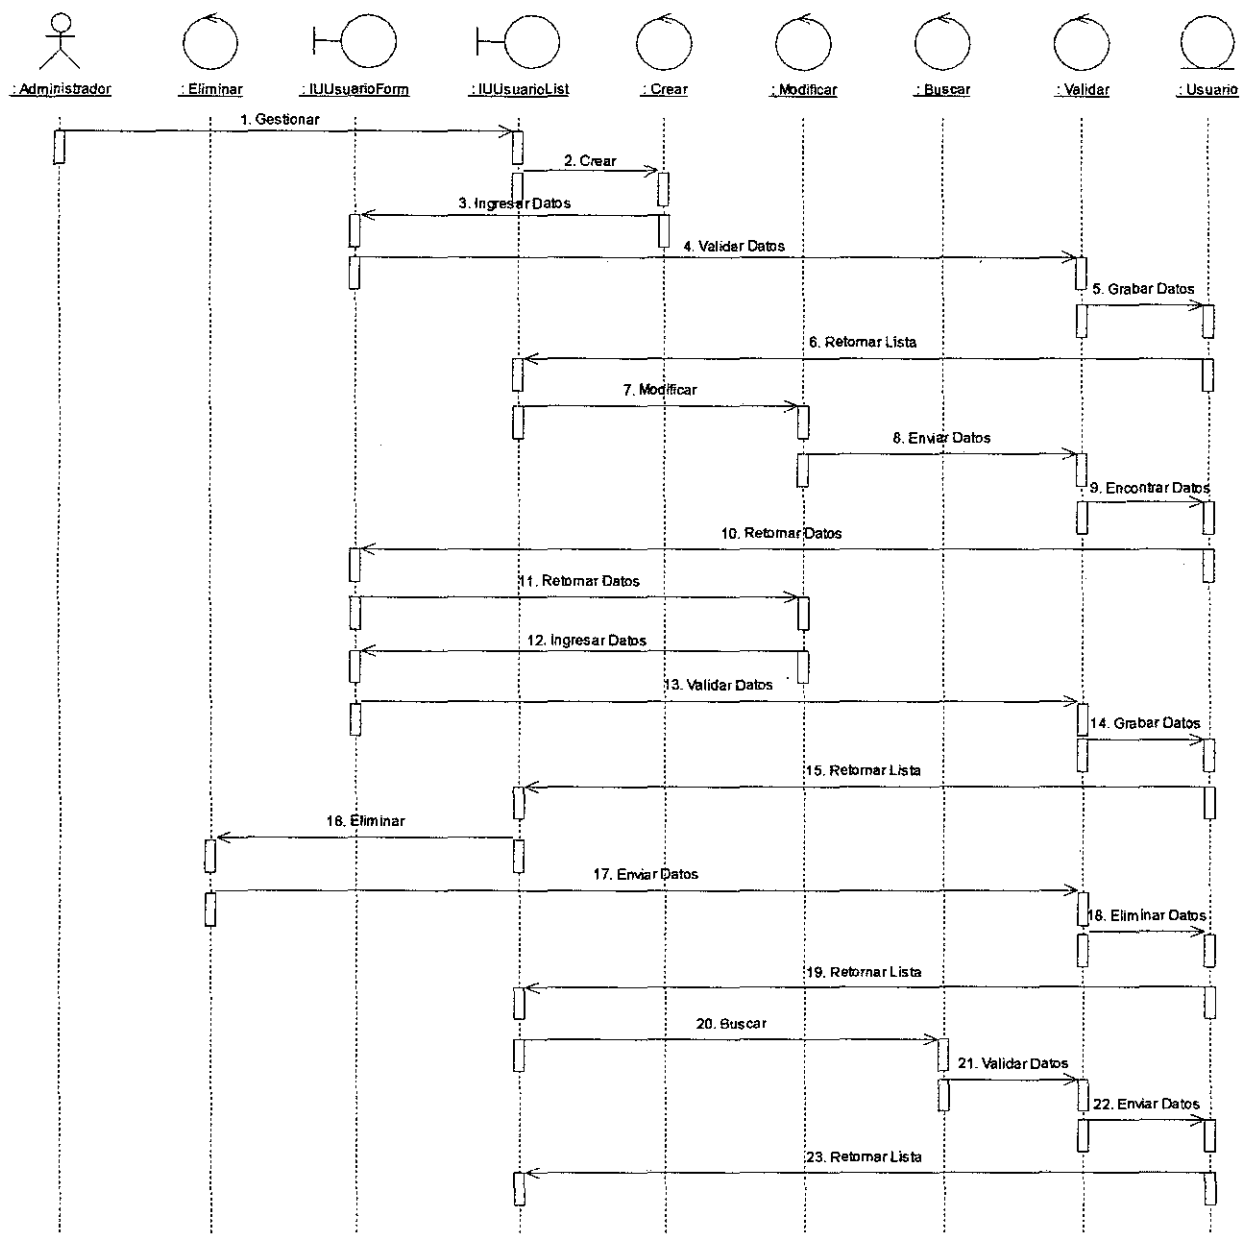 : Administrador
: Eliminar
: IUUsuarioForm
: IUUsuarioList
: Crear
: Modificar
: Buscar
: Validar
: Usuario
1. Gestionar
2. Crear
3. Ingresar Datos
4. Validar Datos
5. Grabar Datos
6. Retornar Lista
7. Modificar
8. Enviar Datos
9. Encontrar Datos
10. Retornar Datos
11. Retornar Datos
12. Ingresar Datos
13. Validar Datos
14. Grabar Datos
15. Retornar Lista
16. Eliminar
17. Enviar Datos
18. Eliminar Datos
19. Retornar Lista
20. Buscar
21. Validar Datos
22. Enviar Datos
23. Retornar Lista